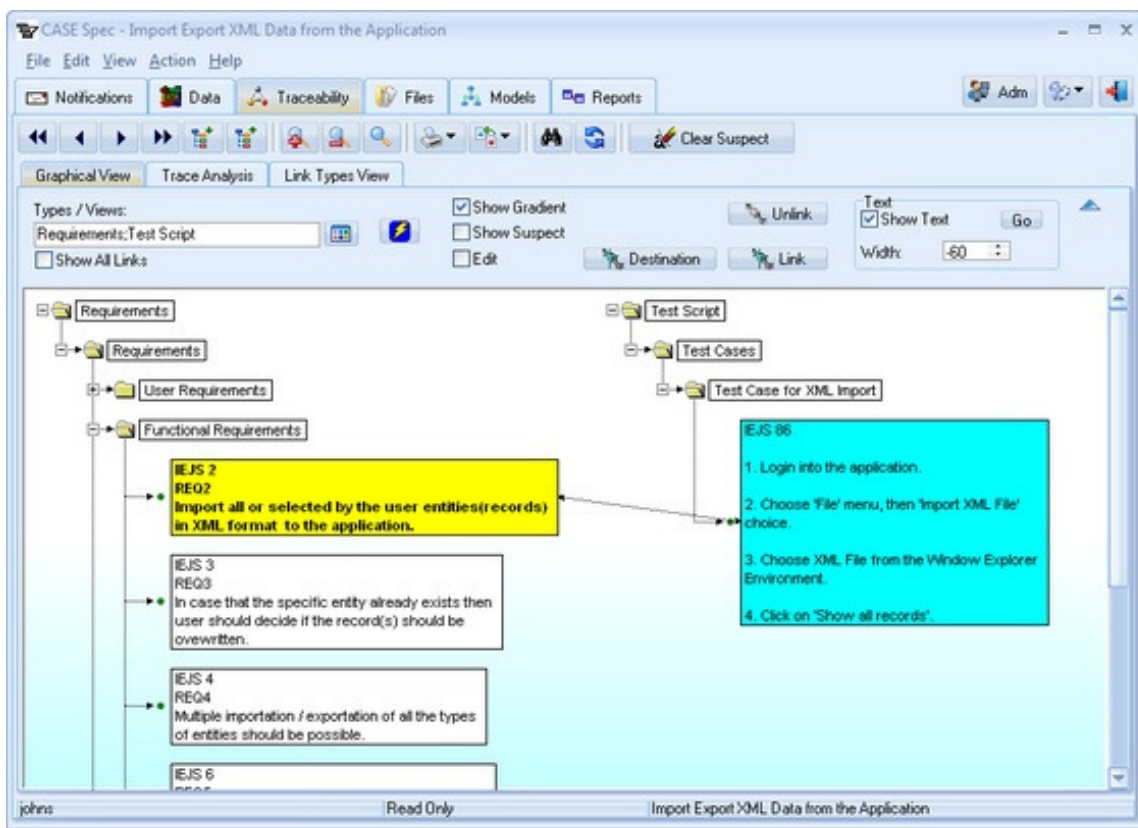 CASE Spec - Import Export XML Data from the Application
File Edit View Action Help
Notifications Data Traceability Files Models Reports Adm
Clear Suspect
Graphical View Trace Analysis Link Types View
Types / Views:
Requirements;Test Script
Show All Links
Show Gradient
Show Suspect
Edit
Unlink
Destination Link
Text
Show Text Go
Width: -60
Requirements
Requirements
User Requirements
Functional Requirements
IEJS 2
REQ2
Import all or selected by the user entities(records)
in XML format to the application.
IEJS 3
REQ3
In case that the specific entity already exists then
user should decide if the record(s) should be
ovewritten.
IEJS 4
REQ4
Multiple importation / exportation of all the types
of entities should be possible.
IEJS 6
Test Script
Test Cases
Test Case for XML Import
IEJS 86
1. Login into the application.
2. Choose 'File' menu, then 'Import XML File'
choice.
3. Choose XML File from the Window Explorer
Environment.
4. Click on 'Show all records'.
johns Read Only Import Export XML Data from the Application